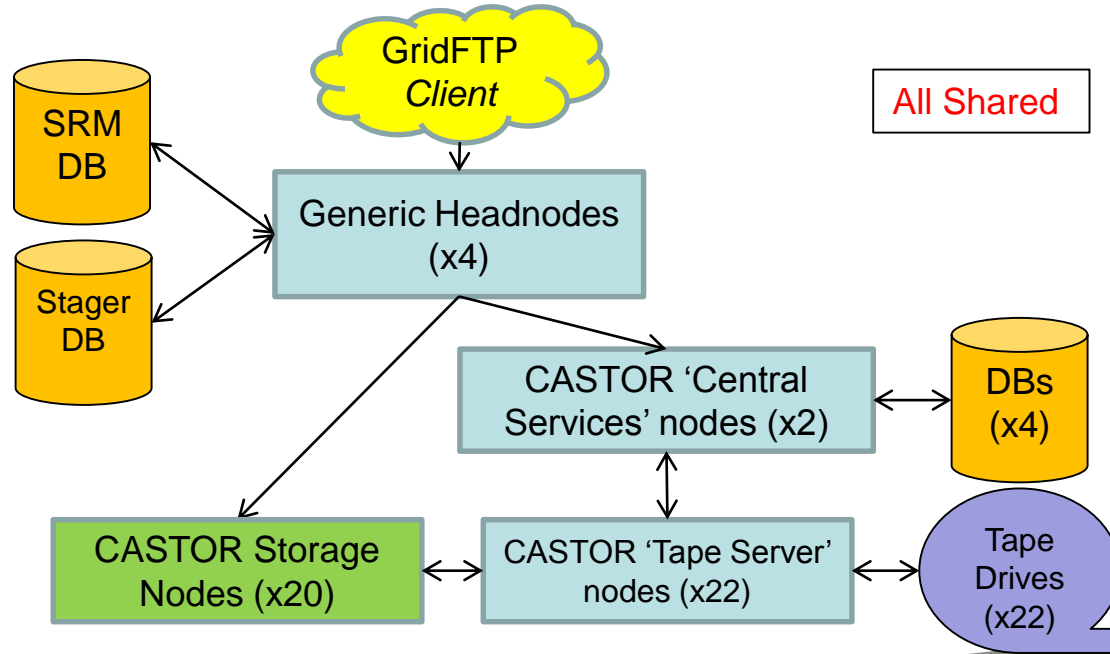 GridFTP
Client
All Shared
SRM
DB
Generic Headnodes
(x4)
Stager
DB
CASTOR ‘Central
Services’ nodes (x2)
DBs
(x4)
CASTOR Storage
Nodes (x20)
CASTOR ‘Tape Server’
nodes (x22)
Tape
Drives
(x22)